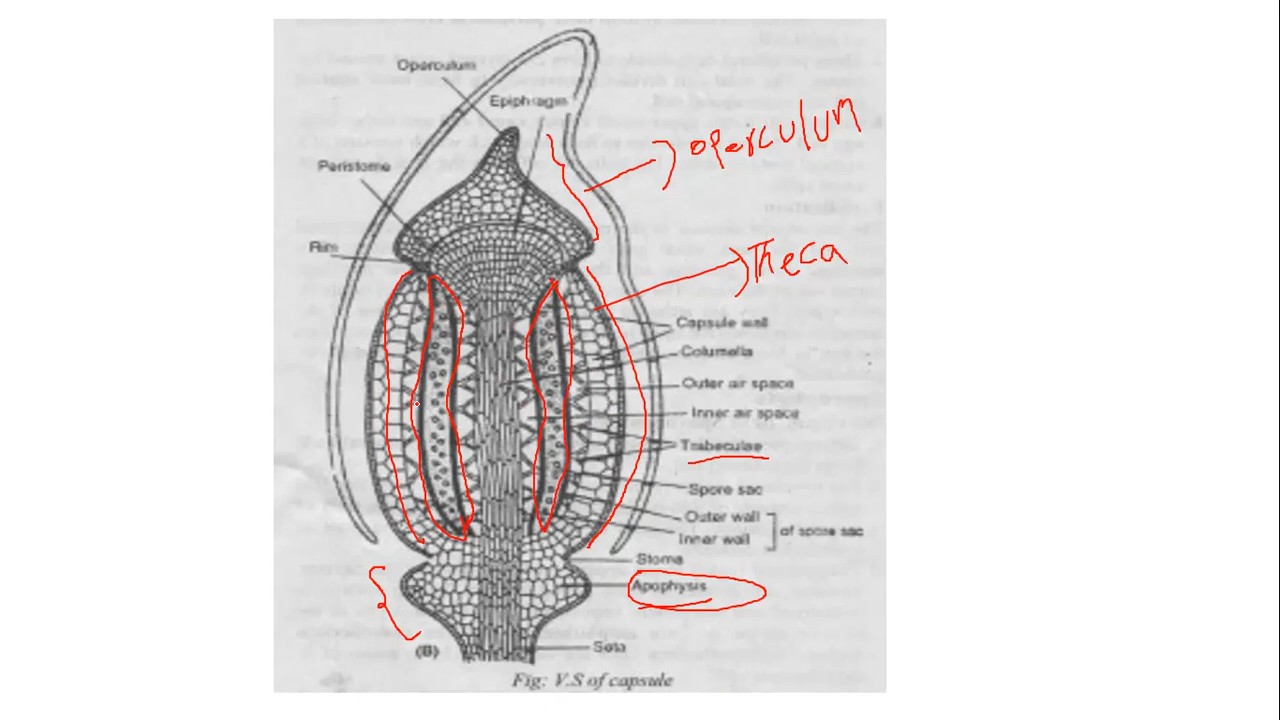 Operculum
Epiphragm
OPERCULUM
Peristome
Rim
Theca
Capsule wall
Columella
Outer air space
Inner air space
Trabeculae
Spore sac
Outer wall
of spore sac
Inner wall
Stoma
Apophysis
Seta
(B)
Fig: V.S of capsule